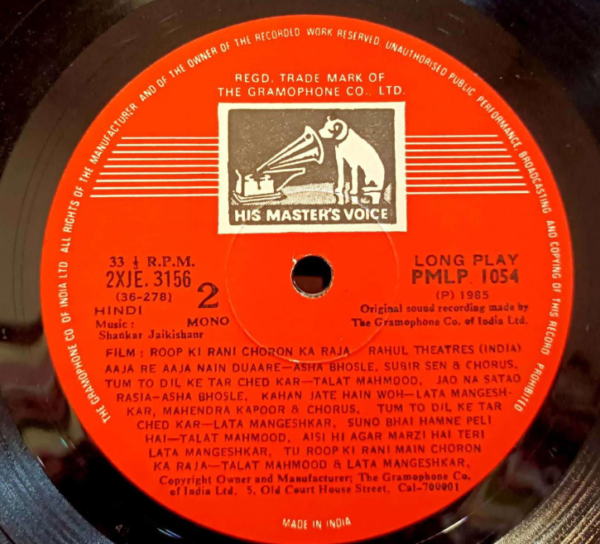 THE GRAMOPHONE CO. OF INDIA LTD. ALL RIGHTS OF THE MANUFACTURER AND OF THE OWNER OF THE RECORDED WORK RESERVED. UNAUTHORISED PUBLIC PERFORMANCE, BROADCASTING AND COPYING OF THIS RECORD PROHIBITED
REGD. TRADE MARK OF
THE GRAMOPHONE CO., LTD.
HIS MASTER'S VOICE
33 ⅓ R.P.M.
2XJE. 3156
(36-278)
2
HINDI
MONO
Music :
Shankar Jaikishanr
LONG PLAY
PMLP. 1054
(P) 1985
Original sound recording made by
The Gramophone Co. of India Ltd.
FILM : ROOP KI RANI CHORON KA RAJA RAHUL THEATRES (INDIA)
AAJA RE AAJA NAIN DUAARE—ASHA BHOSLE, SUBIR SEN & CHORUS,
TUM TO DIL KE TAR CHED KAR—TALAT MAHMOOD, JAO NA SATAO
RASIA—ASHA BHOSLE, KAHAN JATE HAIN WOH—LATA MANGESH-
KAR, MAHENDRA KAPOOR & CHORUS, TUM TO DIL KE TAR
CHED KAR—LATA MANGESHKAR, SUNO BHAI HAMNE PELI
HAI—TALAT MAHMOOD, AISI HI AGAR MARZI HAI TERI
LATA MANGESHKAR, TU ROOP KI RANI MAIN CHORON
KA RAJA—TALAT MAHMOOD & LATA MANGESHKAR,
Copyright Owner and Manufacturer; The Gramophone Co.
of India Ltd. 5, Old Court House Street, Cal-700001
MADE IN INDIA